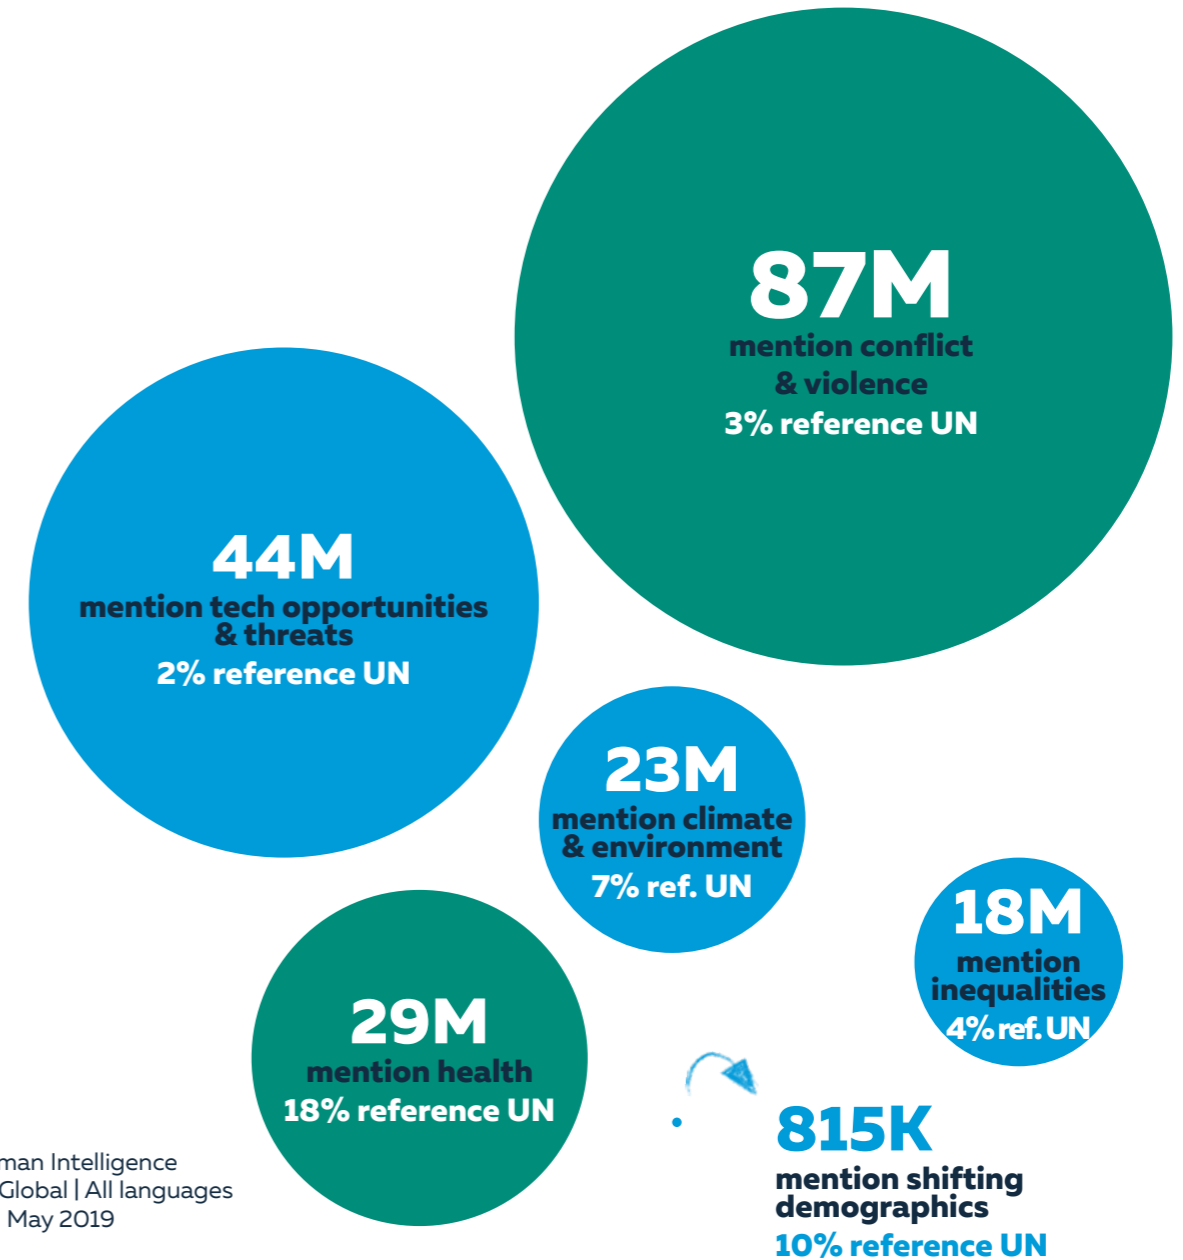 87M
mention conflict
& violence
3% reference UN
44M
mention tech opportunities
& threats
2% reference UN
23M
mention climate
& environment
7% ref. UN
18M
mention
inequalities
4% ref. UN
29M
mention health
18% reference UN
815K
mention shifting
demographics
10% reference UN
Intelligence
Global | All languages
May 2019